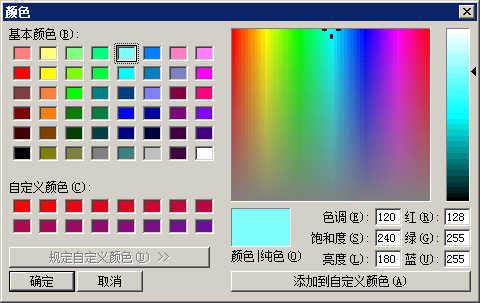 颜色
基本颜色(B):
自定义颜色(C):
规定自定义颜色(D) >>
确定
取消
颜色|纯色(O)
色调(E): 120
红(R): 128
饱和度(S): 240
绿(G): 255
亮度(L): 180
蓝(U): 255
添加到自定义颜色(A)